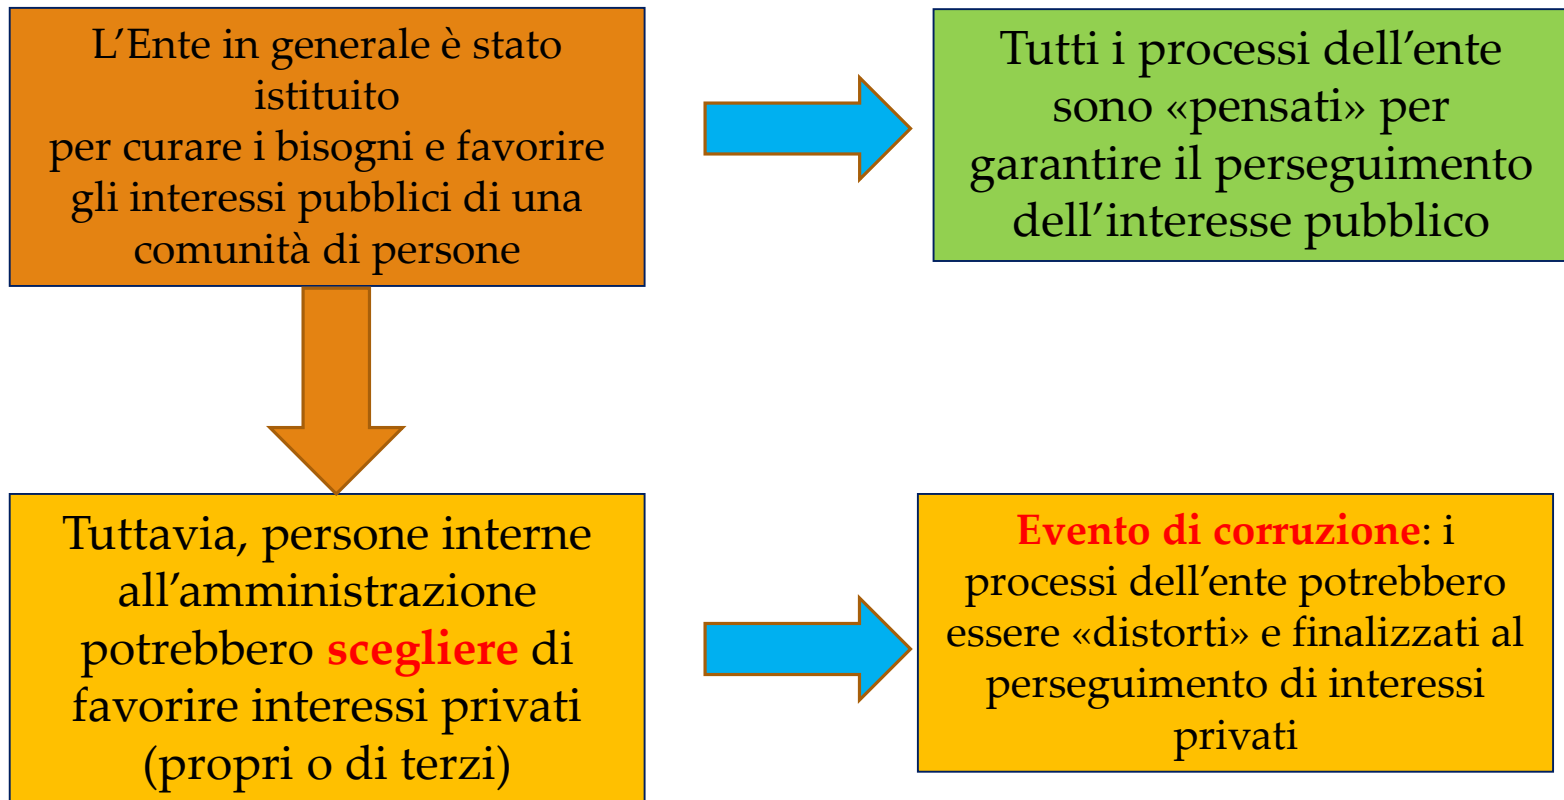 L’Ente in generale è stato
istituito
per curare i bisogni e favorire
gli interessi pubblici di una
comunità di persone
Tutti i processi dell’ente
sono «pensati» per
garantire il perseguimento
dell’interesse pubblico
Tuttavia, persone interne
all’amministrazione
potrebbero scegliere di
favorire interessi privati
(propri o di terzi)
Evento di corruzione: i
processi dell’ente potrebbero
essere «distorti» e finalizzati al
perseguimento di interessi
privati